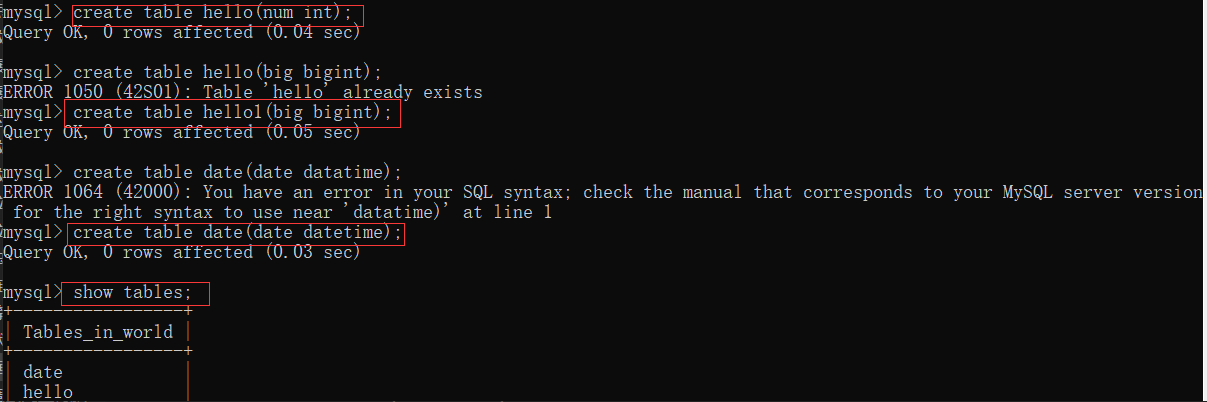 mysql> create table hello(num int);
Query OK, 0 rows affected (0.04 sec)
mysql> create table hello(big bigint);
ERROR 1050 (42S01): Table 'hello' already exists
mysql> create table hello1(big bigint);
Query OK, 0 rows affected (0.05 sec)
mysql> create table date(date datatime);
ERROR 1064 (42000): You have an error in your SQL syntax; check the manual that corresponds to your MySQL server version
for the right syntax to use near 'datatime)' at line 1
mysql> create table date(date datetime);
Query OK, 0 rows affected (0.03 sec)
mysql> show tables;
+-----------------+
| Tables_in_world |
+-----------------+
| date            |
| hello           |